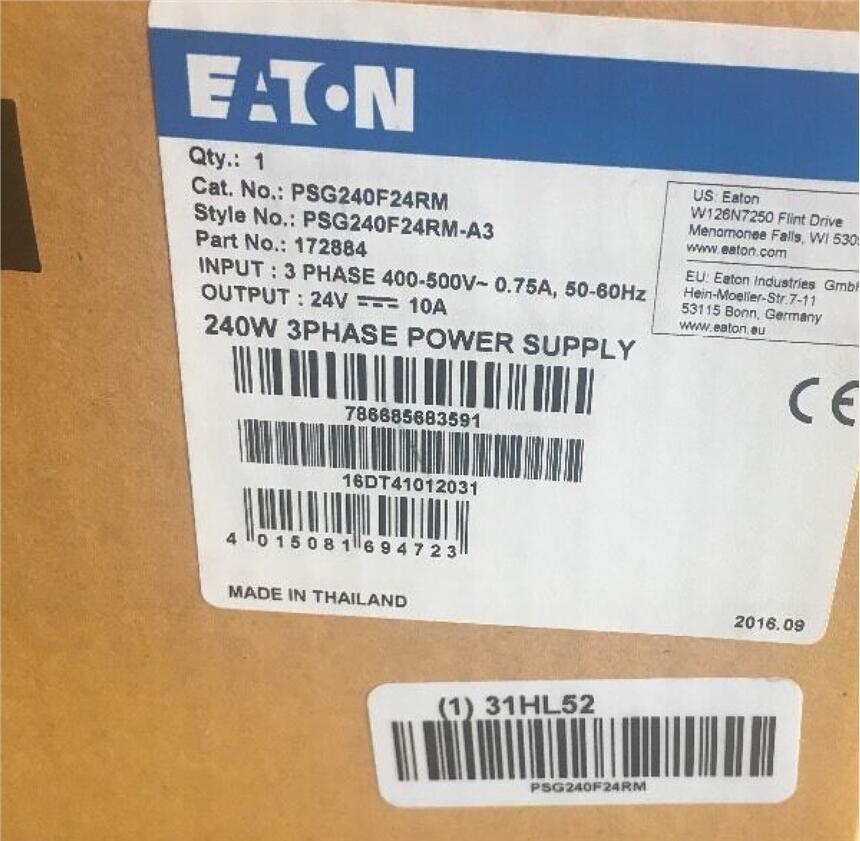 EATON
Qty.: 1
Cat. No.: PSG240F24RM
Style No.: PSG240F24RM-A3
Part No.: 172884
INPUT : 3 PHASE 400-500V~ 0.75A, 50-60Hz
OUTPUT : 24V ⎓ 10A
240W 3PHASE POWER SUPPLY
786685683591
16DT41012031
4 015081 694723
MADE IN THAILAND
US: Eaton
W126N7250 Flint Drive
Menomonee Falls, WI
www.eaton.com
EU: Eaton Industries
Hein-Moeller-Str.7-11
53115 Bonn, Germany
www.eaton.eu
CE
2016.09
(1) 31HL52
PSG240F24RM